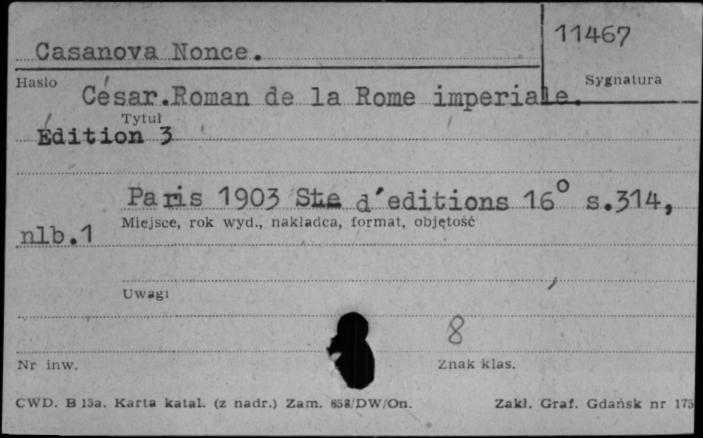 11467
Casanova Nonce.
Hasło
Sygnatura
César.Roman de la Rome imperiale.
Tytuł
Édition 3
Paris 1903 Ste d'editions 16° s.314,
Miejsce, rok wyd., nakładca, format, objętość
nlb.1
Uwagi
8
Nr inw.
Znak klas.
CWD. B 15a. Karta katal. (z nadr.) Zam. 658/DW/On. Zakł. Graf. Gdańsk nr 175